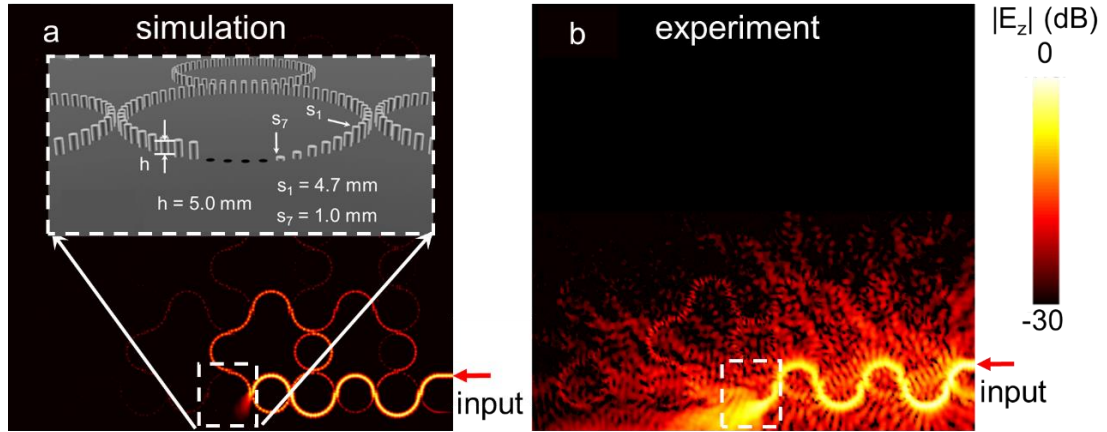 a
simulation
s₇
s₁
h
s₁ = 4.7 mm
h = 5.0 mm
s₇ = 1.0 mm
input
b
experiment
input
|E_z| (dB)
0
-30